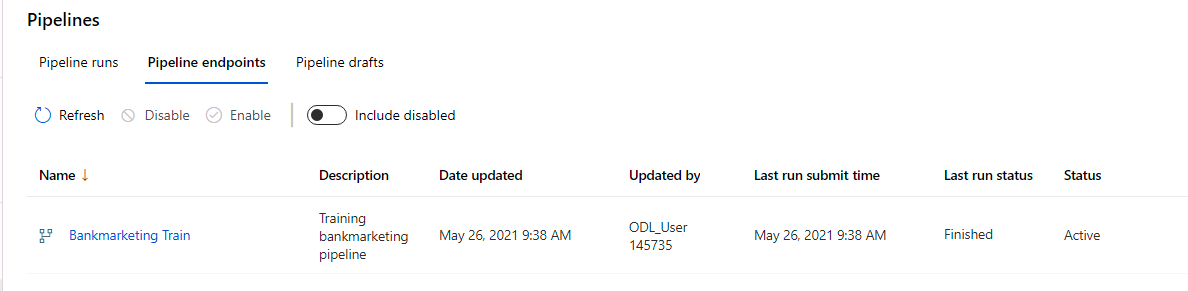 Pipelines
Pipeline runs Pipeline endpoints Pipeline drafts
Refresh Disable Enable Include disabled
Name ↓ Description Date updated Updated by Last run submit time Last run status Status
Bankmarketing Train Training bankmarketing pipeline May 26, 2021 9:38 AM ODL_User 145735 May 26, 2021 9:38 AM Finished Active